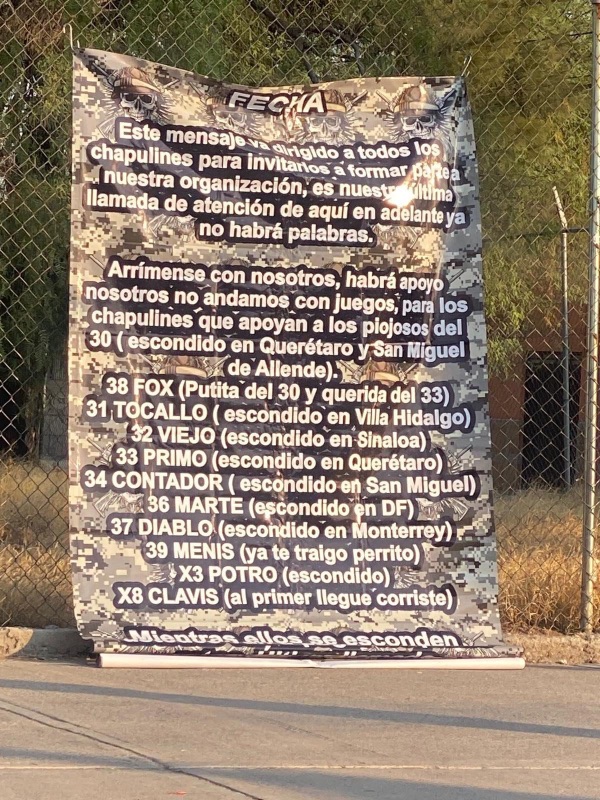 FECHA
Este mensaje va dirigido a todos los
chapulines para invitarlos a formar parte a
nuestra organización, es nuestra última
llamada de atención de aquí en adelante ya
no habrá palabras.
Arrímense con nosotros, habrá apoyo
nosotros no andamos con juegos, para los
chapulines que apoyan a los piojosos del
30 ( escondido en Querétaro y San Miguel
de Allende).
38 FOX (Putita del 30 y querida del 33)
31 TOCALLO ( escondido en Villa Hidalgo)
32 VIEJO (escondido en Sinaloa)
33 PRIMO (escondido en Querétaro)
34 CONTADOR ( escondido en San Miguel)
36 MARTE (escondido en DF)
37 DIABLO (escondido en Monterrey)
39 MENIS (ya te traigo perrito)
X3 POTRO (escondido)
X8 CLAVIS (al primer llegue corriste)
Mientras ellos se esconden